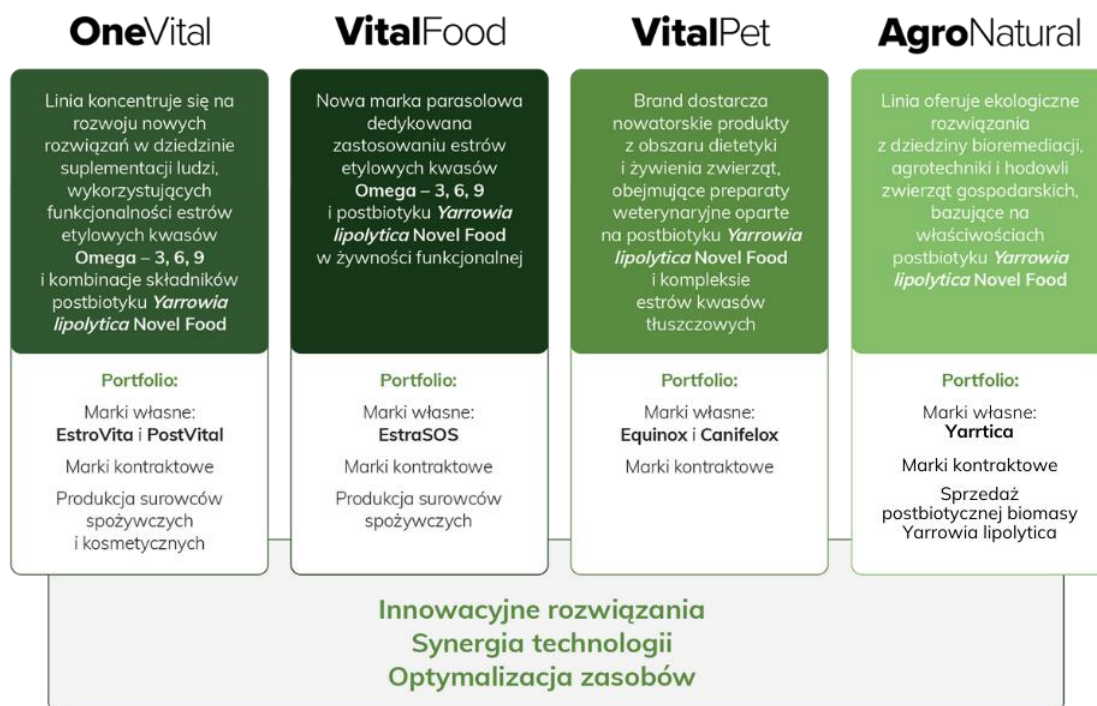 OneVital
Linia koncentruje się na
rozwoju nowych
rozwiązań w dziedzinie
suplementacji ludzi,
wykorzystujących
funkcjonalności estrów
etylowych kwasów
Omega – 3, 6, 9
i kombinacje składników
postbiotyku Yarrowia
lipolytica Novel Food
Portfolio:
Marki własne:
EstroVita i PostVital
Marki kontraktowe
Produkcja surowców
spożywczych
i kosmetycznych
VitalFood
Nowa marka parasolowa
dedykowana
zastosowaniu estrów
etylowych kwasów
Omega – 3, 6, 9
i postbiotyku Yarrowia
lipolytica Novel Food
w żywności funkcjonalnej
Portfolio:
Marki własne:
EstraSOS
Marki kontraktowe
Produkcja surowców
spożywczych
VitalPet
Brand dostarcza
nowatorskie produkty
z obszaru dietetyki
i żywienia zwierząt,
obejmujące preparaty
weterynaryjne oparte
na postbiotyku Yarrowia
lipolytica Novel Food
i kompleksie
estrów kwasów
tłuszczowych
Portfolio:
Marki własne:
Equinox i Canifelox
Marki kontraktowe
AgroNatural
Linia oferuje ekologiczne
rozwiązania
z dziedziny bioremediacji,
agrotechniki i hodowli
zwierząt gospodarskich,
bazujące na
właściwościach
postbiotyku Yarrowia
lipolytica Novel Food
Portfolio:
Marki własne:
Yarrtica
Marki kontraktowe
Sprzedaż
postbiotycznej biomasy
Yarrowia lipolytica
Innowacyjne rozwiązania
Synergia technologii
Optymalizacja zasobów